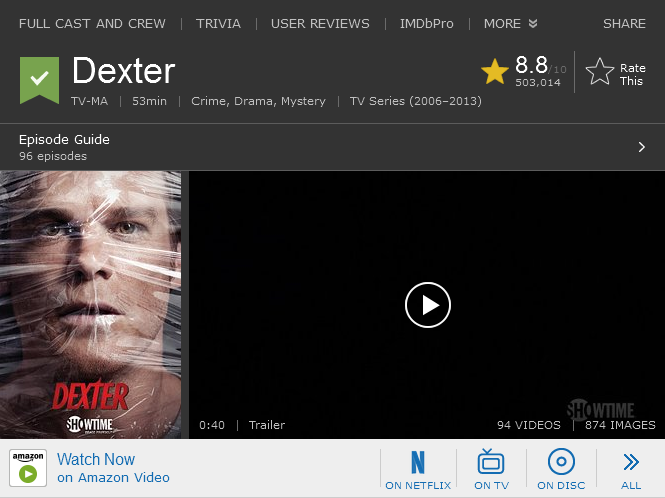 FULL CAST AND CREW | TRIVIA | USER REVIEWS | IMDbPro | MORE SHARE
Dexter
8.8/10
503,014
Rate
This
TV-MA | 53min | Crime, Drama, Mystery | TV Series (2006–2013)
Episode Guide
96 episodes
DEXTER
SHOWTIME
SHOWTIME
0:40 | Trailer
94 VIDEOS | 874 IMAGES
amazon
Watch Now
on Amazon Video
N
ON NETFLIX
ON TV
ON DISC
ALL